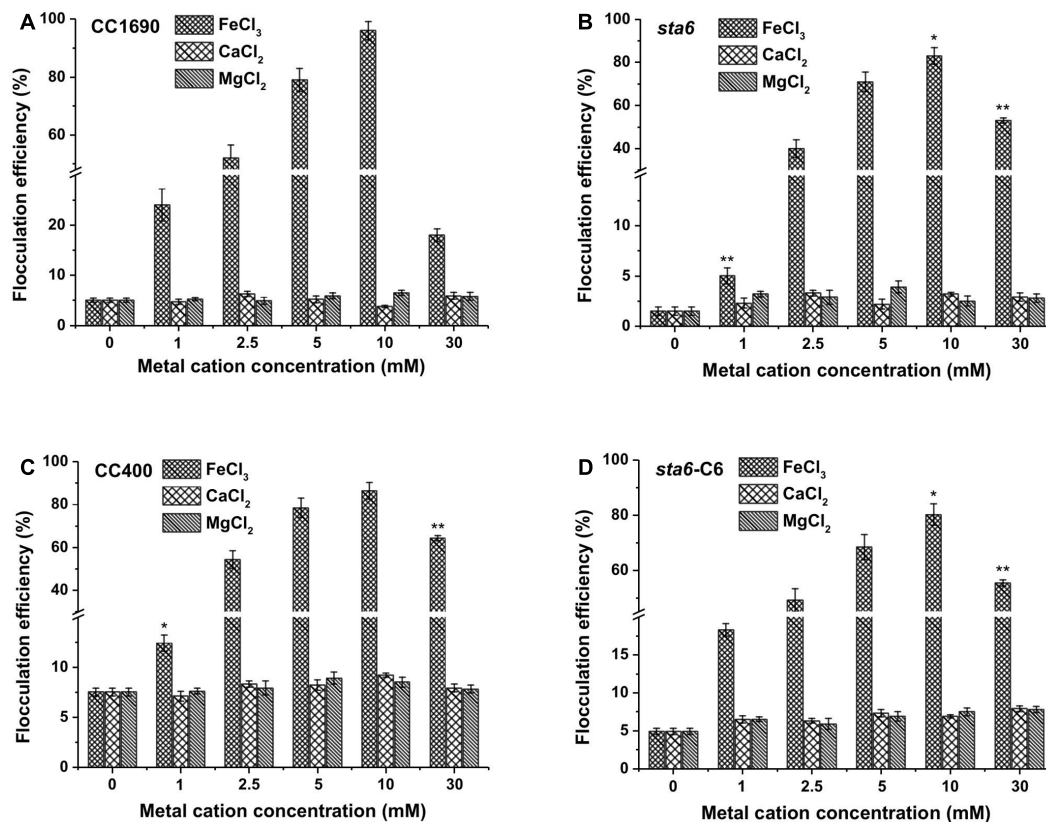 A
CC1690
FeCl3
CaCl2
MgCl2
Flocculation efficiency (%)
100
80
60
20
10
0
0 1 2.5 5 10 30
Metal cation concentration (mM)
B
sta6
FeCl3
CaCl2
MgCl2
Flocculation efficiency (%)
100
80
60
40
10
5
0
** * **
0 1 2.5 5 10 30
Metal cation concentration (mM)
C
CC400
FeCl3
CaCl2
MgCl2
Flocculation efficiency (%)
100
80
60
40
10
5
0
* **
0 1 2.5 5 10 30
Metal cation concentration (mM)
D
sta6-C6
FeCl3
CaCl2
MgCl2
Flocculation efficiency (%)
100
80
60
15
10
5
0
* **
0 1 2.5 5 10 30
Metal cation concentration (mM)